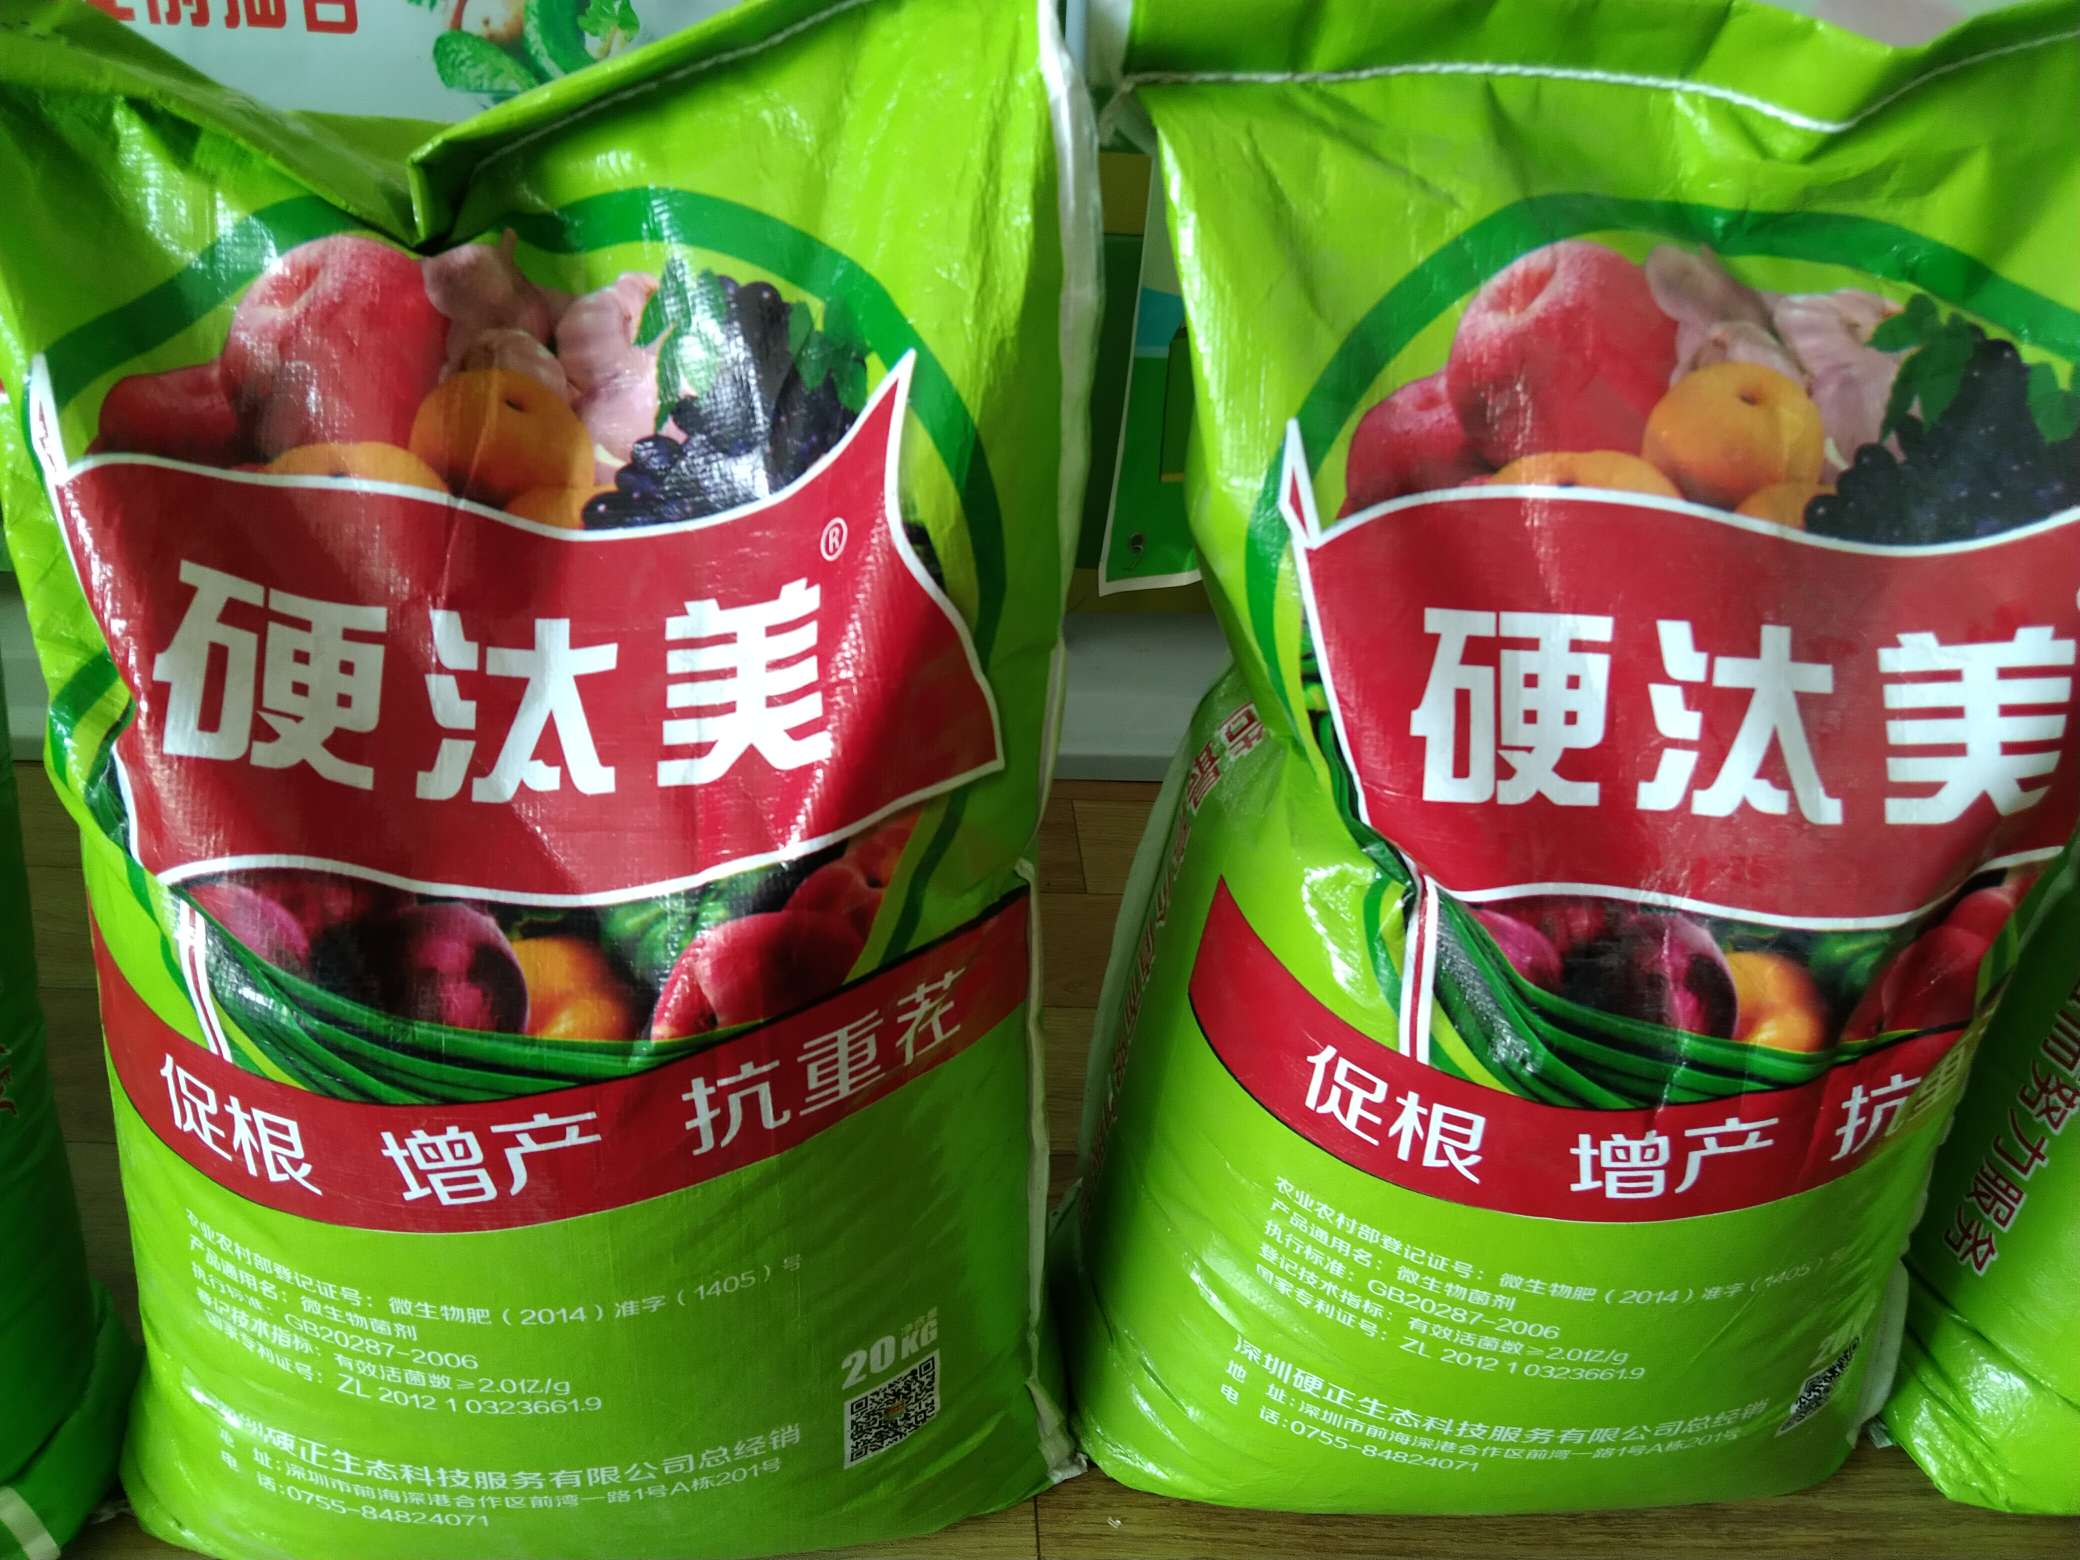 硬汰美®
促根 增产 抗重茬
农业农村部登记证号：微生物肥（2014）准字（1405）号
产品通用名：微生物菌剂
执行标准：GB20287-2006
登记技术指标：有效活菌数≥2.0亿/g
国家专利证号：ZL 2012 1 0323661.9
20KG
深圳硬正生态科技服务有限公司总经销
地 址：深圳市前海深港合作区前湾一路1号A栋201号
电 话：0755-84824071
硬汰美
促根 增产 抗重
农业农村部登记证号：微生物肥（2014）准字（1405）号
产品通用名：微生物菌剂
执行标准：GB20287-2006
登记技术指标：有效活菌数≥2.0亿/g
国家专利证号：ZL 2012 1 0323661.9
深圳硬正生态科技服务有限公司总经销
地 址：深圳市前海深港合作区前湾一路1号A栋201号
电 话：0755-84824071
而努力服务